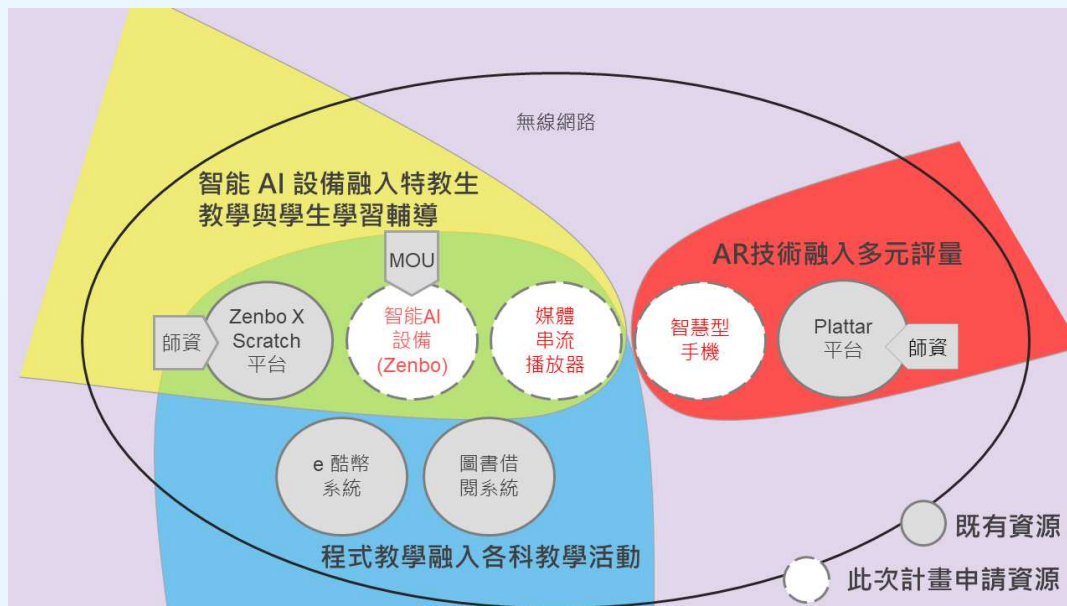 無線網路
智能 AI 設備融入特教生
教學與學生學習輔導
MOU
AR技術融入多元評量
師資
Zenbo X
Scratch
平台
智能AI
設備
(Zenbo)
媒體
串流
播放器
智慧型
手機
Plattar
平台
師資
e 酷幣
系統
圖書借
閱系統
程式教學融入各科教學活動
既有資源
此次計畫申請資源